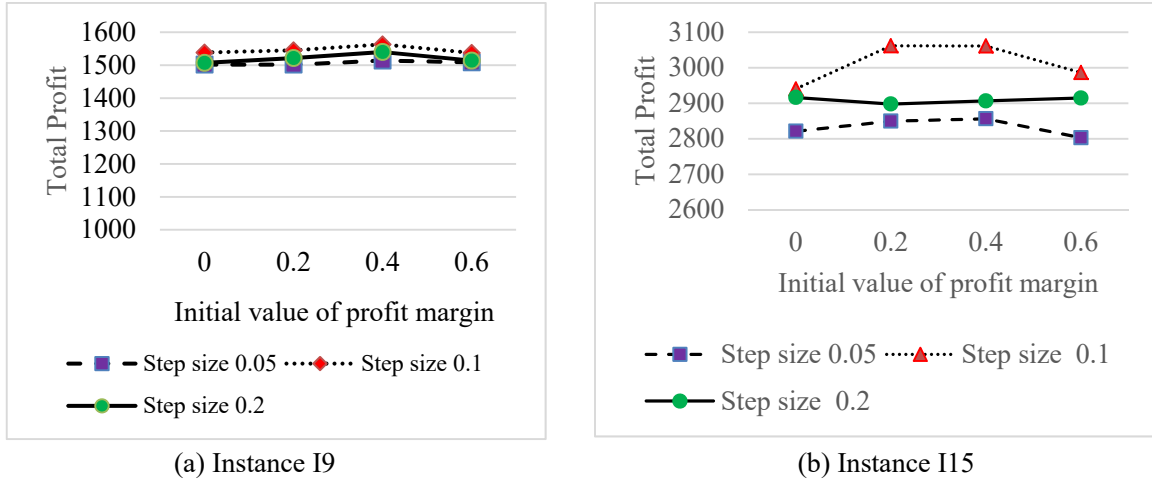 Total Profit
1600
1500
1400
1300
1200
1100
1000
0 0.2 0.4 0.6
Initial value of profit margin
Step size 0.05 Step size 0.1
Step size 0.2
(a) Instance I9
Total Profit
3100
3000
2900
2800
2700
2600
0 0.2 0.4 0.6
Initial value of profit margin
Step size 0.05 Step size 0.1
Step size 0.2
(b) Instance I15